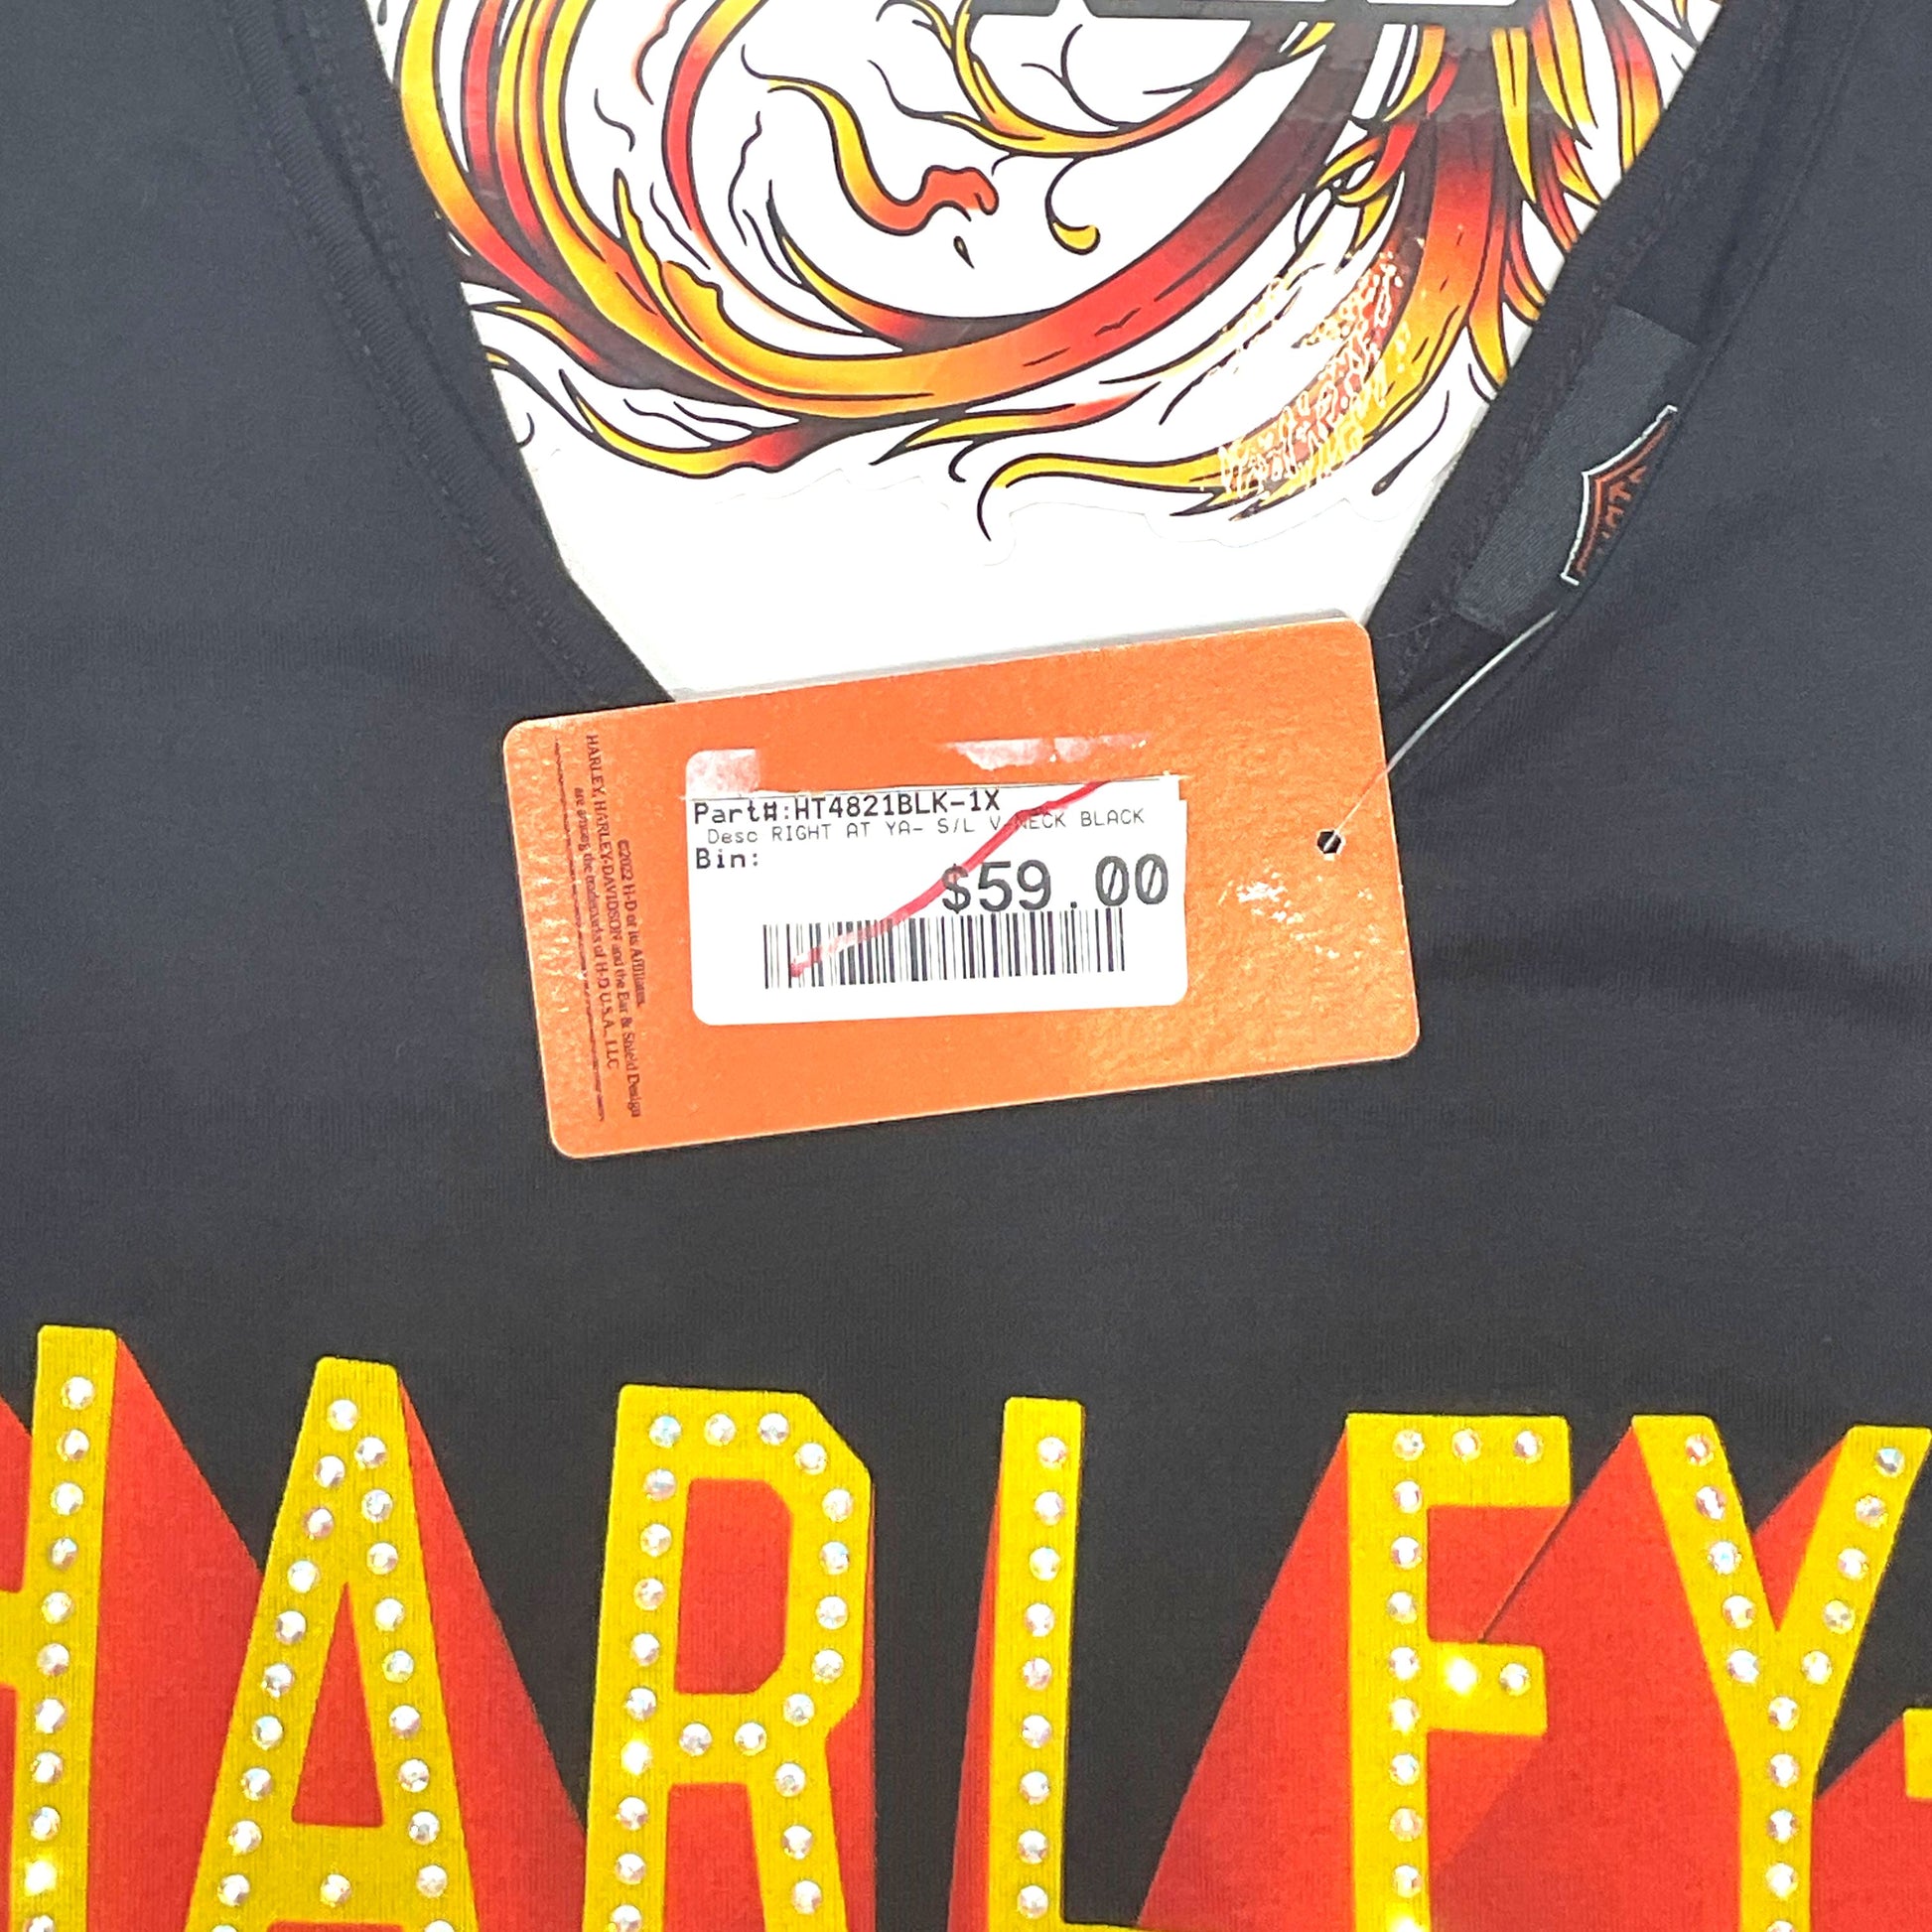 Part#:HT4821BLK-1X
Desc RIGHT AT YA- S/L V-NECK BLACK
Bin:
$59.00
©2022 H-D or its Affiliates.
HARLEY, HARLEY-DAVIDSON and the Bar & Shield Design
are among the trademarks of H-D U.S.A., LLC
HARLEY-